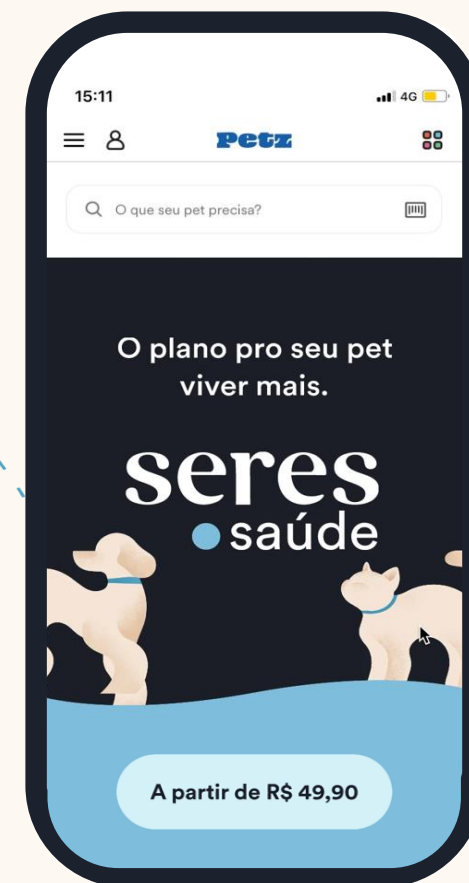 15:11
4G
Petz
O que seu pet precisa?
O plano pro seu pet
viver mais.
seres
saúde
A partir de R$ 49,90